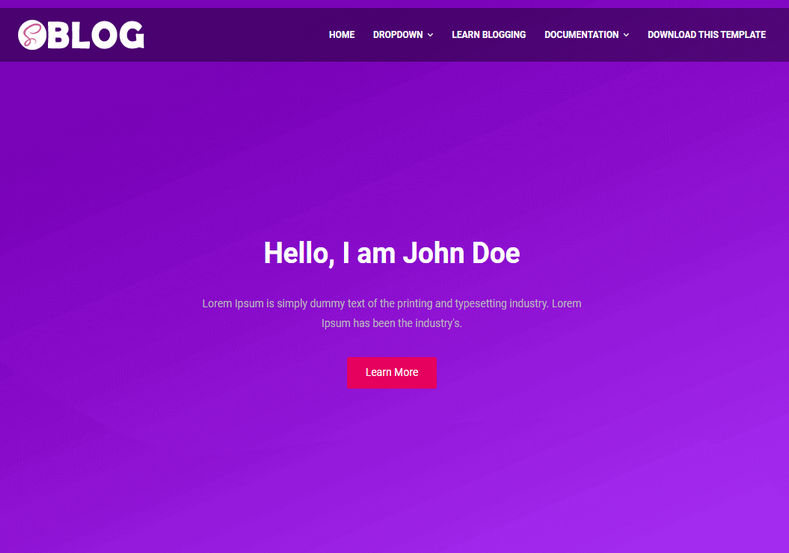 BLOG
HOME DROPDOWN LEARN BLOGGING DOCUMENTATION DOWNLOAD THIS TEMPLATE
Hello, I am John Doe
Lorem Ipsum is simply dummy text of the printing and typesetting industry. Lorem
Ipsum has been the industry's.
Learn More